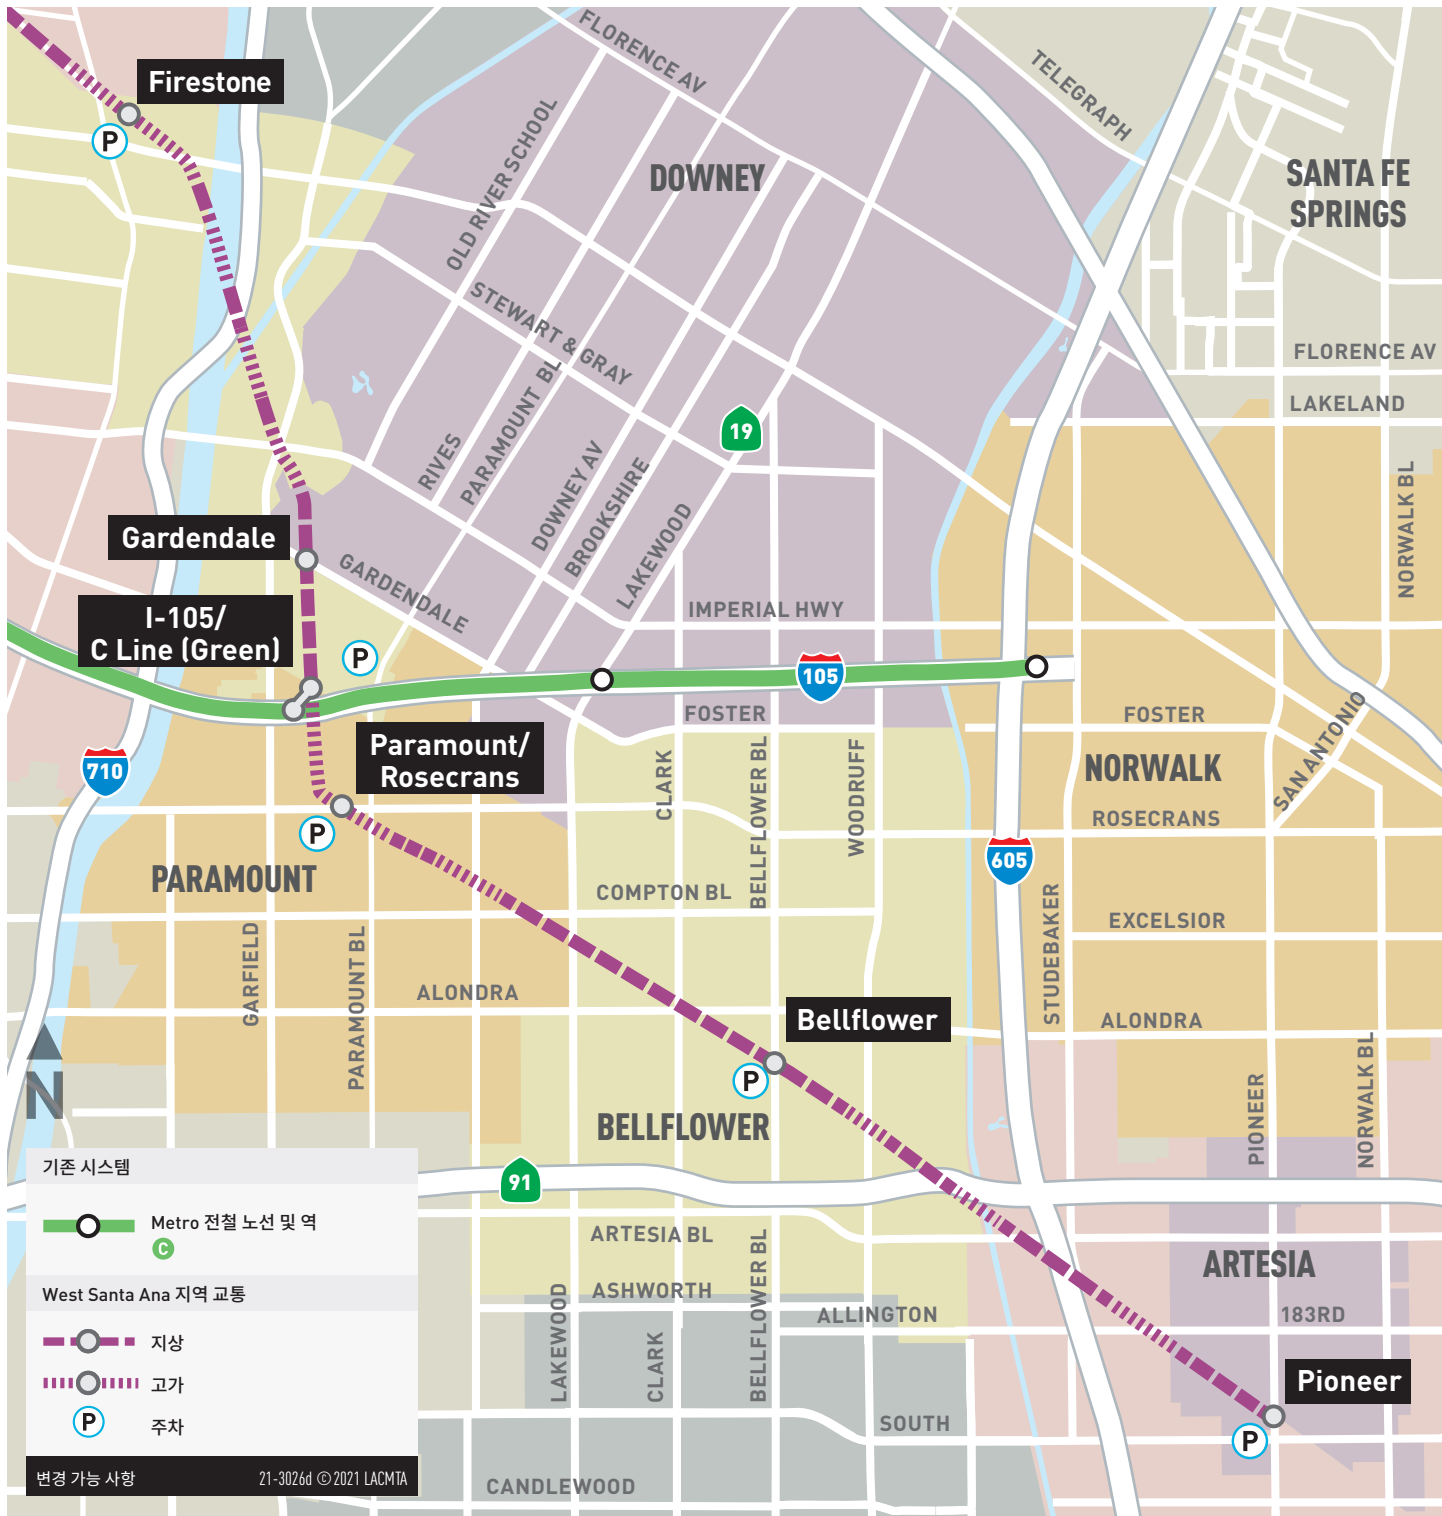 FLORENCE AV
TELEGRAPH
Firestone
P
OLD RIVER SCHOOL
DOWNEY
SANTA FE
SPRINGS
STEWART & GRAY
FLORENCE AV
LAKELAND
PARAMOUNT BL
RIVES
19
DOWNEY AV
BROOKSHIRE
LAKEWOOD
NORWALK BL
Gardendale
GARDENDALE
I-105/
C Line (Green)
P
IMPERIAL HWY
105
FOSTER
FOSTER
Paramount/
Rosecrans
710
CLARK
BELLFLOWER BL
WOODRUFF
NORWALK
SAN ANTONIO
P
ROSECRANS
605
PARAMOUNT
COMPTON BL
STUDEBAKER
EXCELSIOR
GARFIELD
PARAMOUNT BL
ALONDRA
Bellflower
ALONDRA
P
N
BELLFLOWER
PIONEER
NORWALK BL
91
ARTESIA BL
BELLFLOWER BL
ARTESIA
LAKEWOOD
ASHWORTH
CLARK
ALLINGTON
183RD
Pioneer
P
SOUTH
CANDLEWOOD
기존 시스템
Metro 전철 노선 및 역
C
West Santa Ana 지역 교통
지상
고가
P
주차
변경 가능 사항
21-3026d ©2021 LACMTA